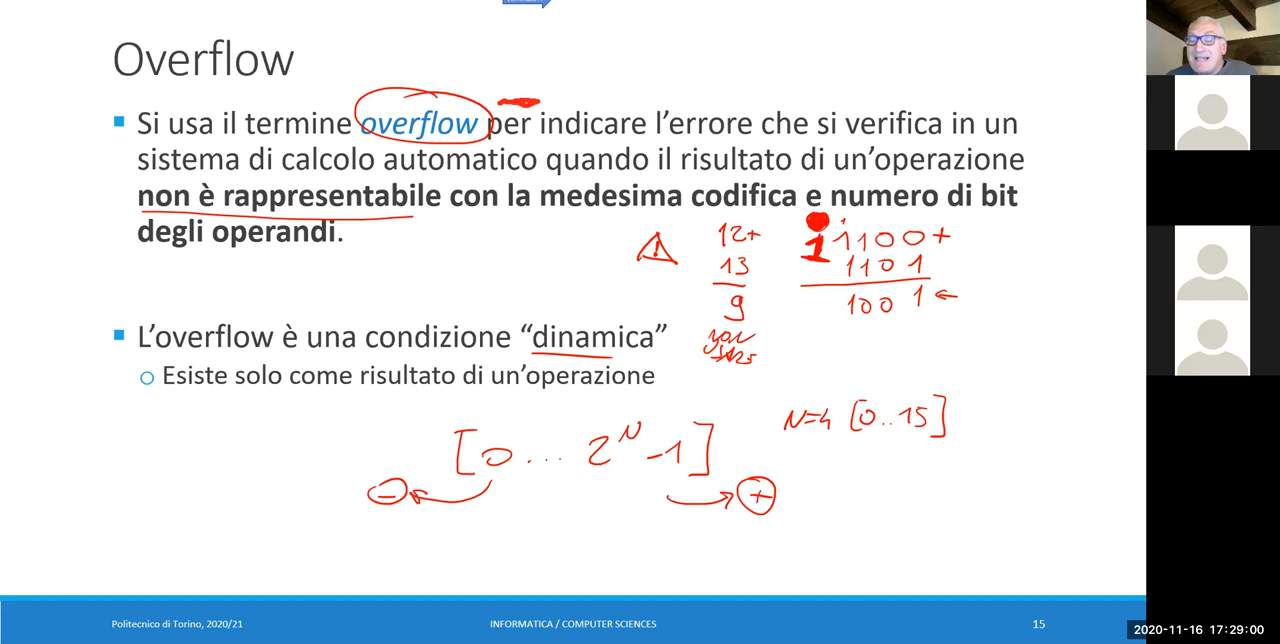 Overflow
Si usa il termine overflow per indicare l’errore che si verifica in un
sistema di calcolo automatico quando il risultato di un’operazione
non è rappresentabile con la medesima codifica e numero di bit
degli operandi.
12+
13
9
1 1100+
1101
1001
L’overflow è una condizione “dinamica”
Esiste solo come risultato di un’operazione
[0 ... 2^N -1]
N=4 [0..15]
-
+
Politecnico di Torino, 2020/21
INFORMATICA / COMPUTER SCIENCES
15
2020-11-16 17:29:00